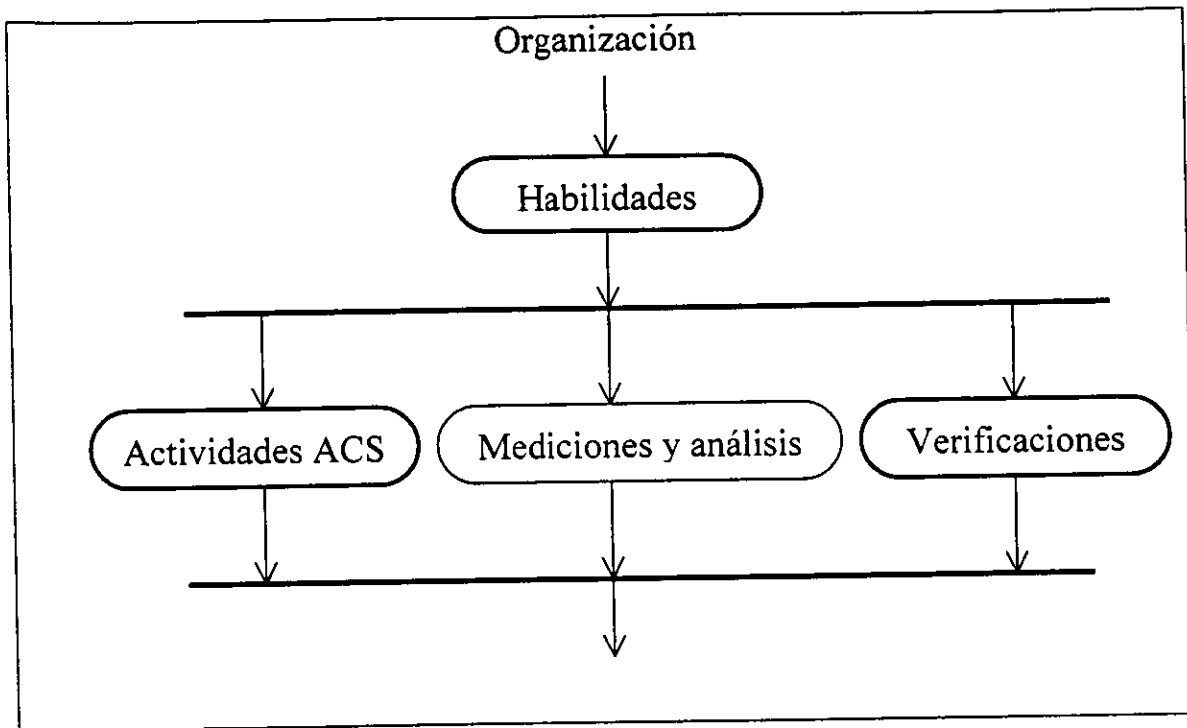 Organización
Habilidades
Actividades ACS
Mediciones y análisis
Verificaciones